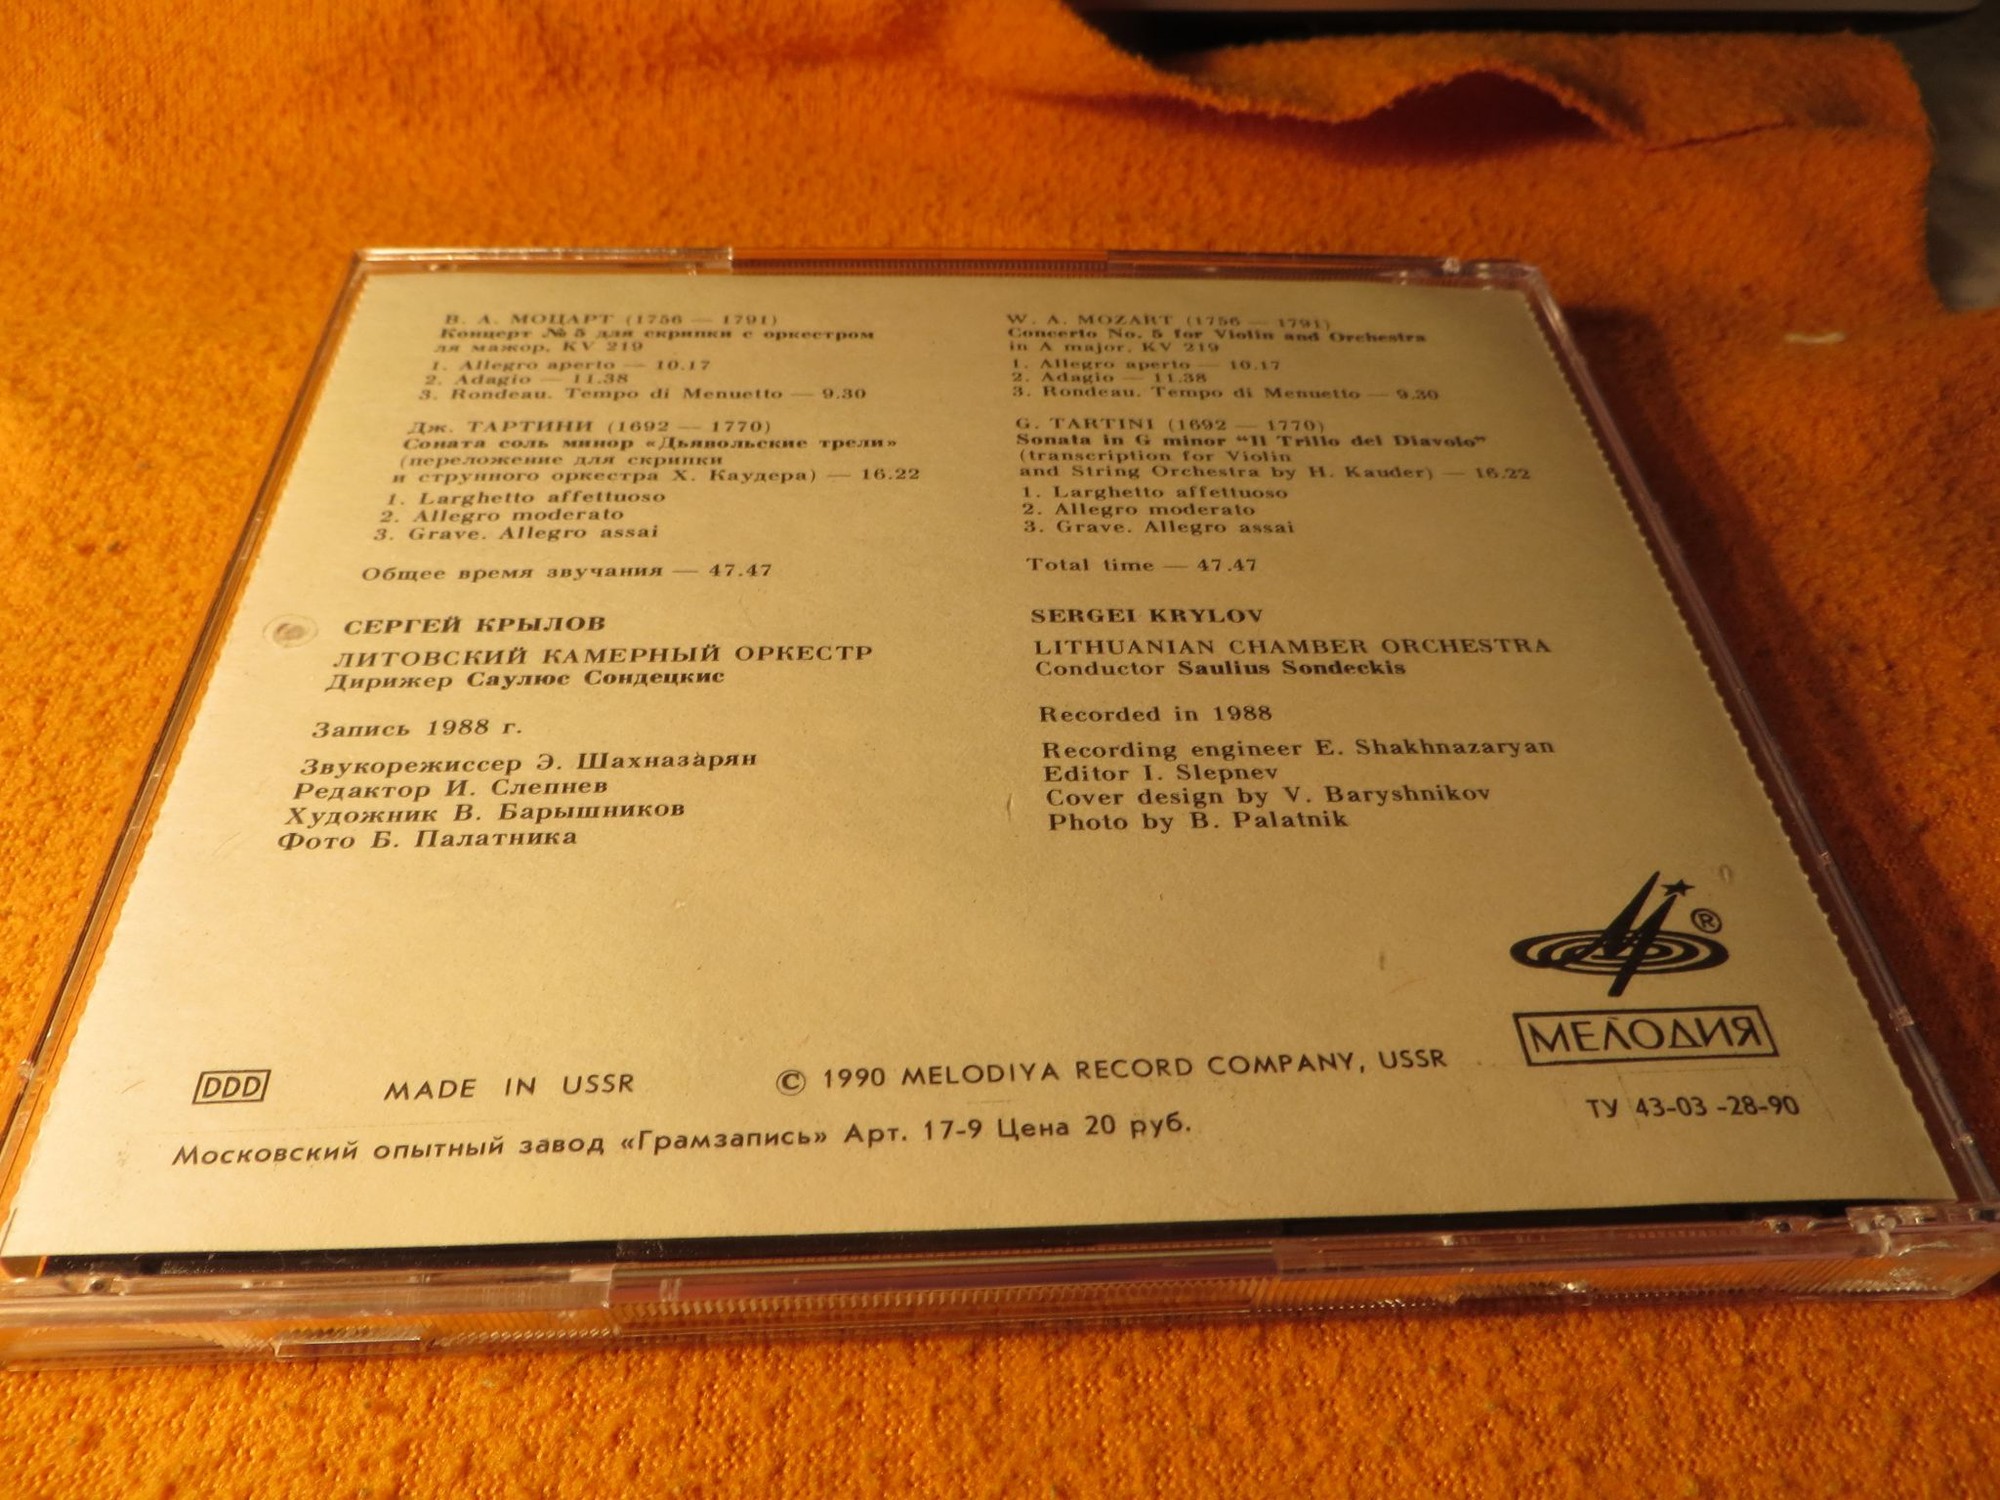 В. А. МОЦАРТ (1756 — 1791)
Концерт № 5 для скрипки с оркестром
ля мажор, KV 219
1. Allegro aperto — 10.17
2. Adagio — 11.38
3. Rondeau. Tempo di Menuetto — 9.30
Дж. ТАРТИНИ (1692 — 1770)
Соната соль минор «Дьявольские трели»
(переложение для скрипки
и струнного оркестра Х. Каудера) — 16.22
1. Larghetto affettuoso
2. Allegro moderato
3. Grave. Allegro assai
Общее время звучания — 47.47
СЕРГЕЙ КРЫЛОВ
ЛИТОВСКИЙ КАМЕРНЫЙ ОРКЕСТР
Дирижер Саулюс Сондецкис
Запись 1988 г.
Звукорежиссер Э. Шахназарян
Редактор И. Слепнев
Художник В. Барышников
Фото Б. Палатника
W. A. MOZART (1756 — 1791)
Concerto No. 5 for Violin and Orchestra
in A major, KV 219
1. Allegro aperto — 10.17
2. Adagio — 11.38
3. Rondeau. Tempo di Menuetto — 9.30
G. TARTINI (1692 — 1770)
Sonata in G minor "Il Trillo del Diavolo"
(transcription for Violin
and String Orchestra by H. Kauder) — 16.22
1. Larghetto affettuoso
2. Allegro moderato
3. Grave. Allegro assai
Total time — 47.47
SERGEI KRYLOV
LITHUANIAN CHAMBER ORCHESTRA
Conductor Saulius Sondeckis
Recorded in 1988
Recording engineer E. Shakhnazaryan
Editor I. Slepnev
Cover design by V. Baryshnikov
Photo by B. Palatnik
®
МЕЛОДИЯ
DDD MADE IN USSR © 1990 MELODIYA RECORD COMPANY, USSR
ТУ 43-03 -28-90
Московский опытный завод «Грамзапись» Арт. 17-9 Цена 20 руб.